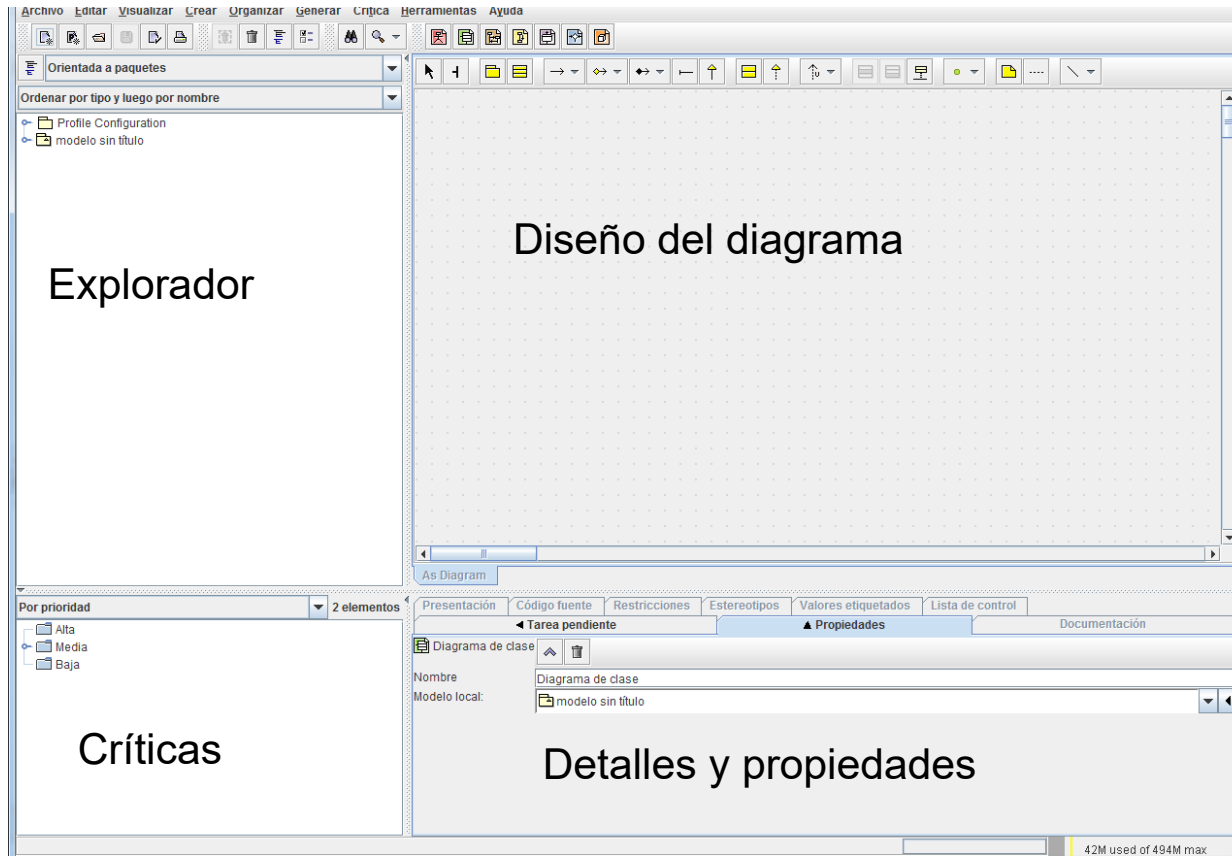 Archivo Editar Visualizar Crear Organizar Generar Crítica Herramientas Ayuda
Orientada a paquetes
Ordenar por tipo y luego por nombre
Profile Configuration
modelo sin título
Explorador
Diseño del diagrama
As Diagram
Por prioridad 2 elementos
Alta
Media
Baja
Críticas
Presentación Código fuente Restricciones Estereotipos Valores etiquetados Lista de control
Tarea pendiente Propiedades Documentación
Diagrama de clase
Nombre Diagrama de clase
Modelo local: modelo sin título
Detalles y propiedades
42M used of 494M max